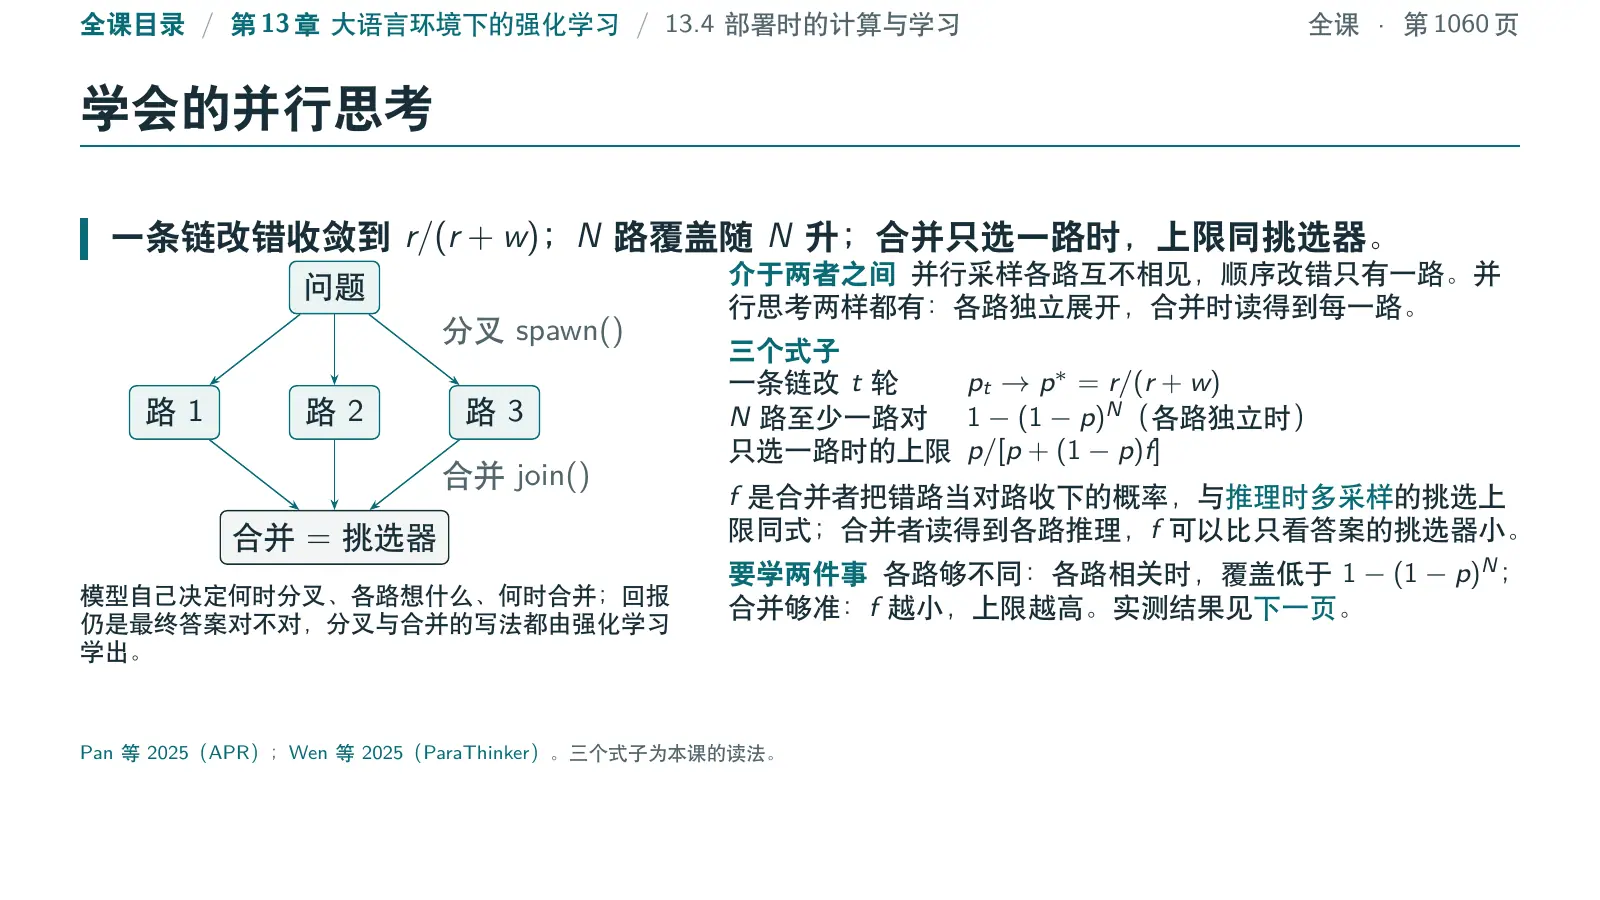 全课目录 / 第13章 大语言环境下的强化学习 / 13.4 部署时的计算与学习
全课 · 第1060页
学会的并行思考
一条链改错收敛到 r/(r + w)；N 路覆盖随 N 升；合并只选一路时，上限同挑选器。
问题
分叉 spawn()
路 1
路 2
路 3
合并 join()
合并 = 挑选器
模型自己决定何时分叉、各路想什么、何时合并；回报
仍是最终答案对不对，分叉与合并的写法都由强化学习
学出。
介于两者之间 并行采样各路互不相见，顺序改错只有一路。并
行思考两样都有：各路独立展开，合并时读得到每一路。
三个式子
一条链改 t 轮 pₜ → p* = r/(r + w)
N 路至少一路对 1 − (1 − p)^N（各路独立时）
只选一路时的上限 p/[p + (1 − p)f]
f 是合并者把错路当对路收下的概率，与推理时多采样的挑选上
限同式；合并者读得到各路推理，f 可以比只看答案的挑选器小。
要学两件事 各路够不同：各路相关时，覆盖低于 1 − (1 − p)^N；
合并够准：f 越小，上限越高。实测结果见下一页。
Pan 等 2025（APR）；Wen 等 2025（ParaThinker）。三个式子为本课的读法。